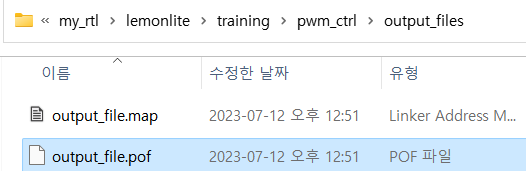 « my_rtl > lemonlite > training > pwm_ctrl > output_files
이름 수정한 날짜 유형
output_file.map 2023-07-12 오후 12:51 Linker Address M...
output_file.pof 2023-07-12 오후 12:51 POF 파일